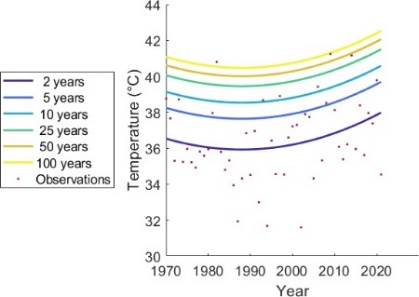 44
42
40
38
36
34
32
30
Temperature (°C)
1970 1980 1990 2000 2010 2020
Year
2 years
5 years
10 years
25 years
50 years
100 years
Observations